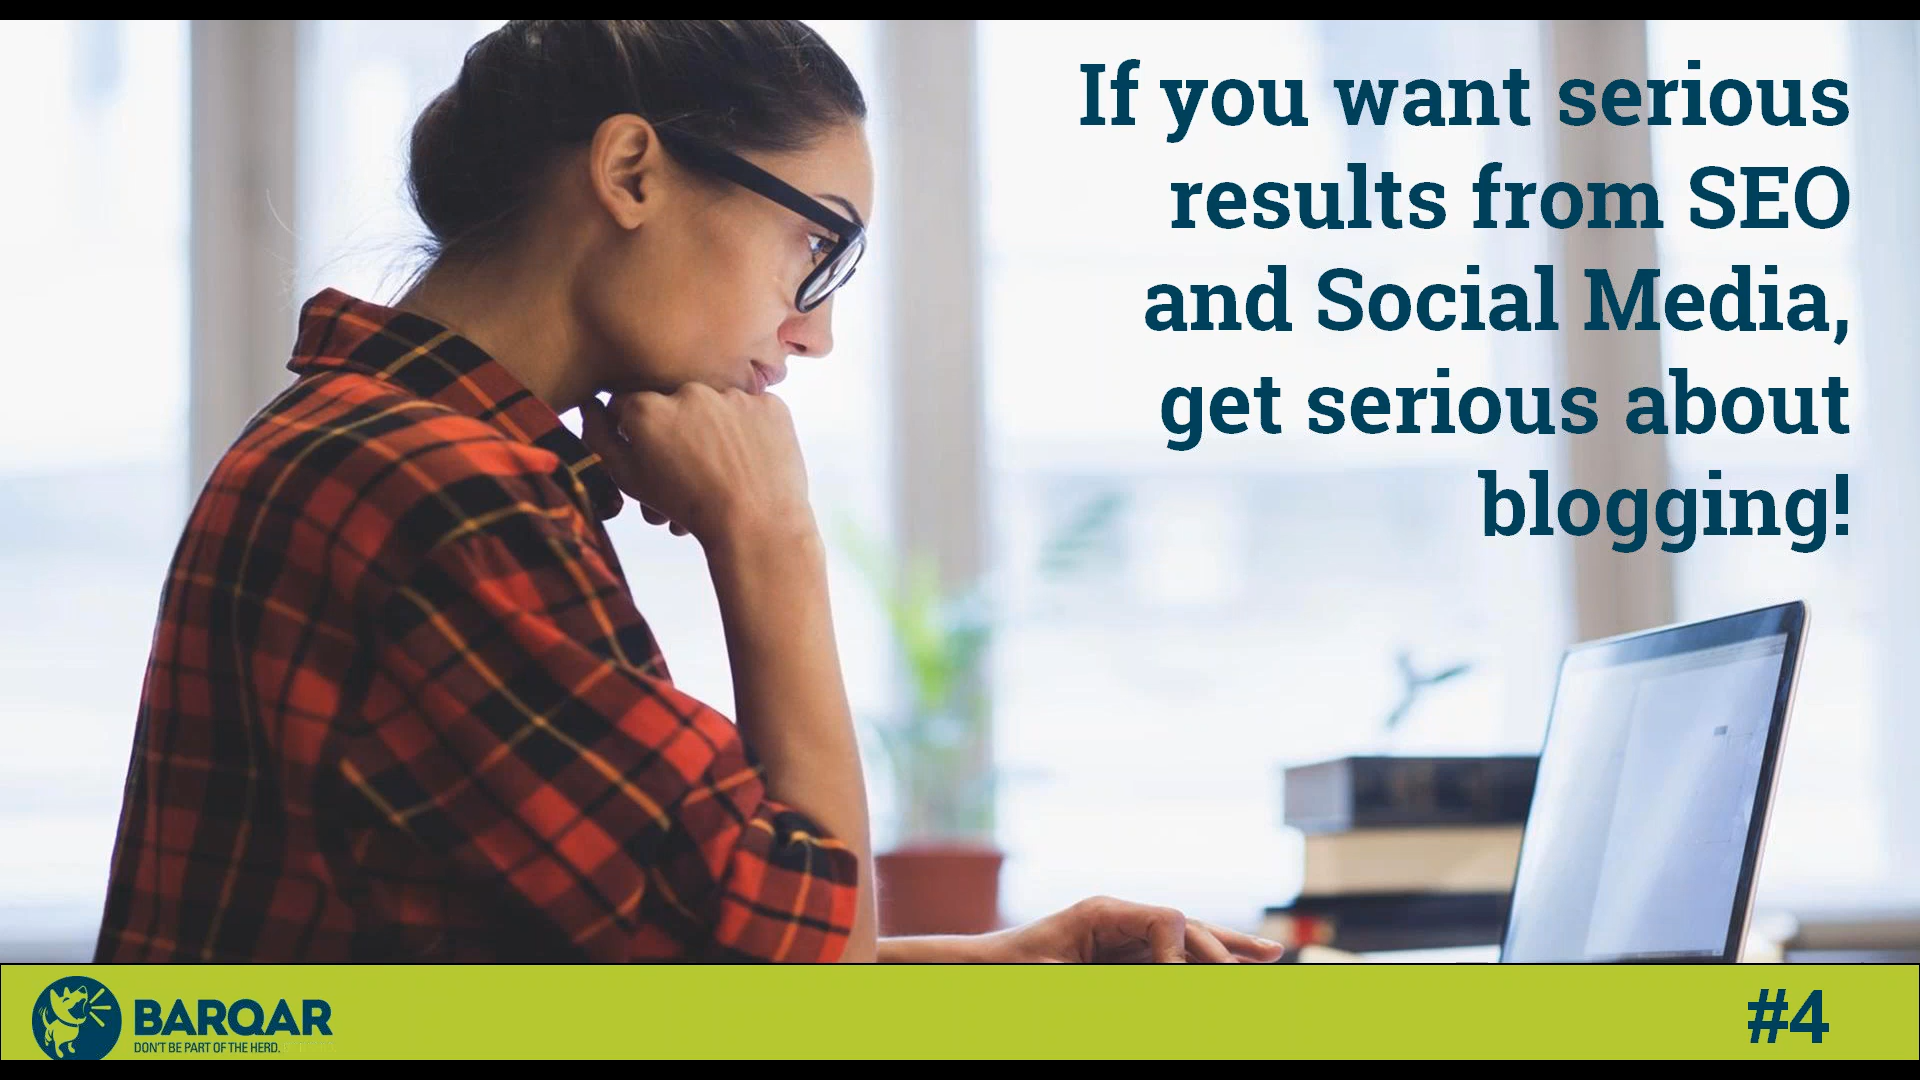 If you want serious
results from SEO
and Social Media,
get serious about
blogging!
BARQAR
DON'T BE PART OF THE HERD.
#4